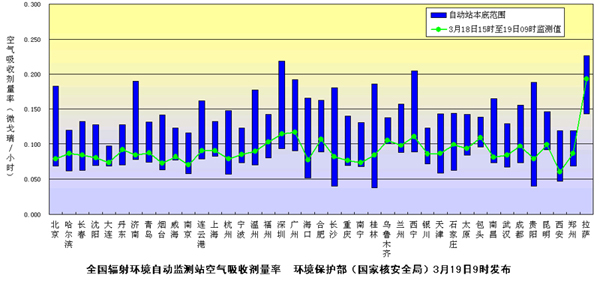 0.300
0.250
0.200
0.150
0.100
0.050
0.000
空气吸收剂量率（微戈瑞/小时）
自动站本底范围
3月18日15时至19日09时监测值
北京
哈尔滨
长春
沈阳
大连
丹东
济南
青岛
烟台
威海
南京
连云港
上海
杭州
宁波
温州
福州
深圳
广州
海口
合肥
长沙
重庆
南宁
桂林
乌鲁木齐
兰州
西宁
银川
天津
石家庄
太原
包头
南昌
武汉
成都
贵阳
昆明
西安
郑州
拉萨
全国辐射环境自动监测站空气吸收剂量率 环境保护部（国家核安全局）3月19日9时发布